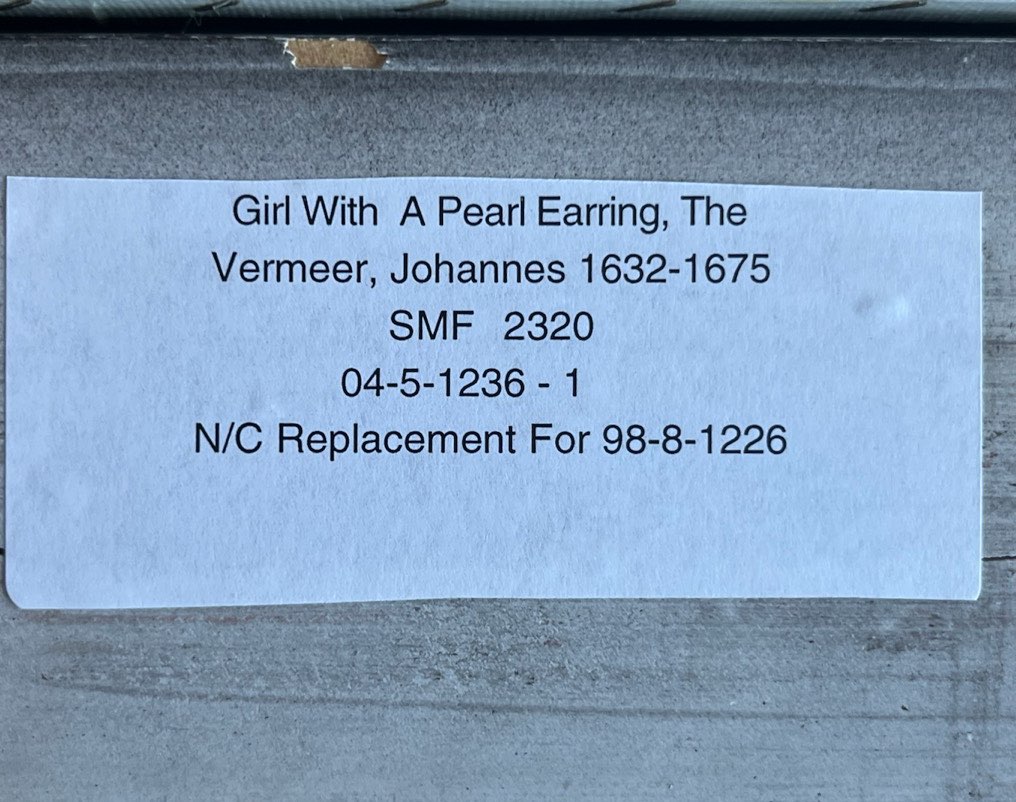 Girl With A Pearl Earring, The
Vermeer, Johannes 1632-1675
SMF 2320
04-5-1236 - 1
N/C Replacement For 98-8-1226